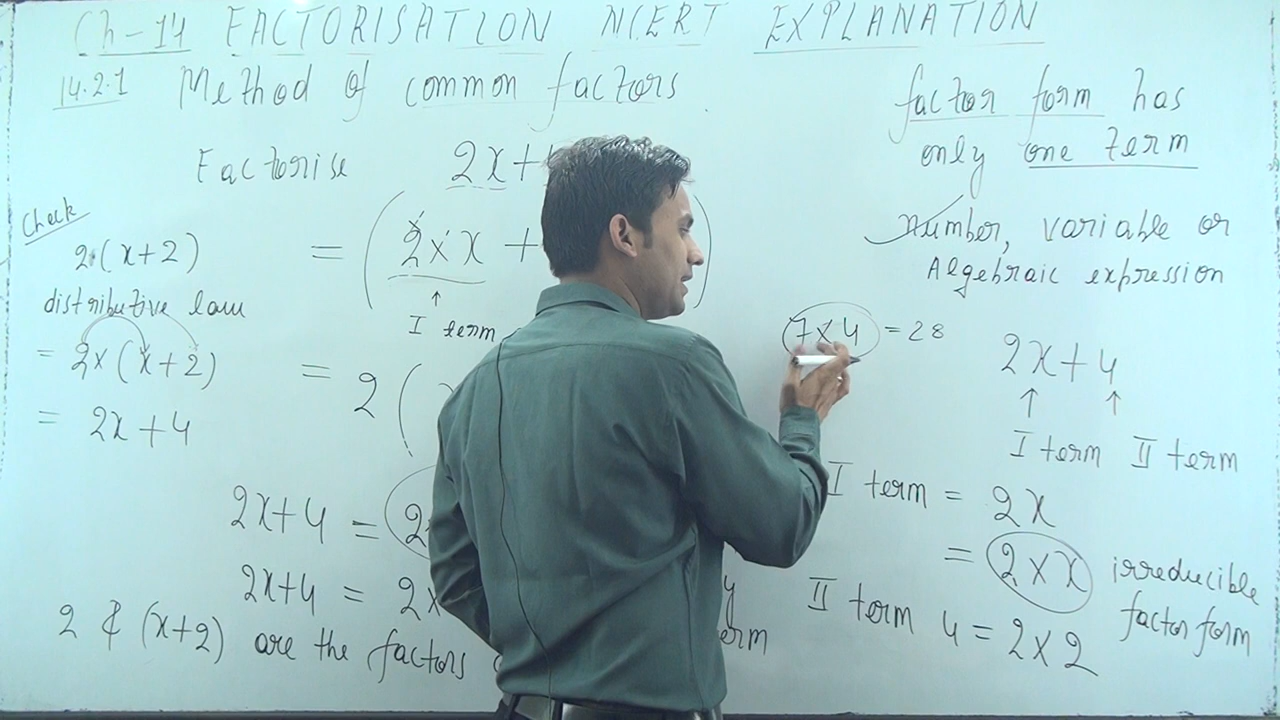 Ch-14 FACTORISATION NCERT EXPLANATION
14.2.1 Method of common factors
Factorise 2x+
Check
2(x+2)
distributive law
= 2×(x+2)
= 2x+4
= (2×x +
↑
I term
= 2(
2x+4 = 2
2x+4 = 2×
2 & (x+2) are the factors
factor form has
only one term
Number, variable or
Algebraic expression
7×4 = 28
2x+4
↑ ↑
I term II term
I term = 2x
= 2×x irreducible
factor form
II term 4 = 2×2